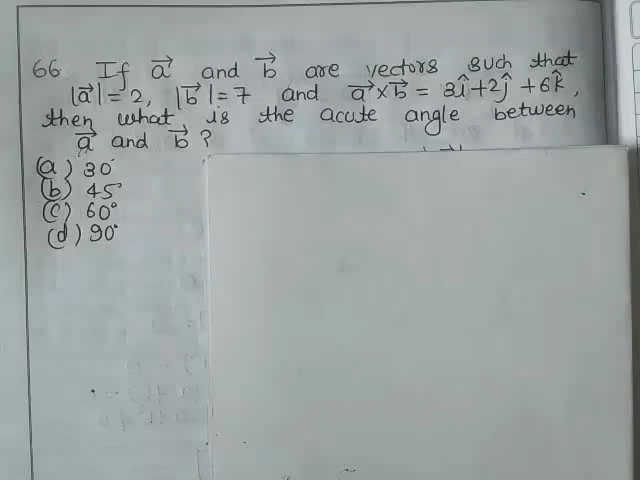 66 If a⃗ and b⃗ are vectors such that
|a⃗| = 2, |b⃗| = 7 and a⃗ × b⃗ = 3î + 2ĵ + 6k̂,
then what is the acute angle between
a⃗ and b⃗ ?
(a) 30°
(b) 45°
(c) 60°
(d) 90°